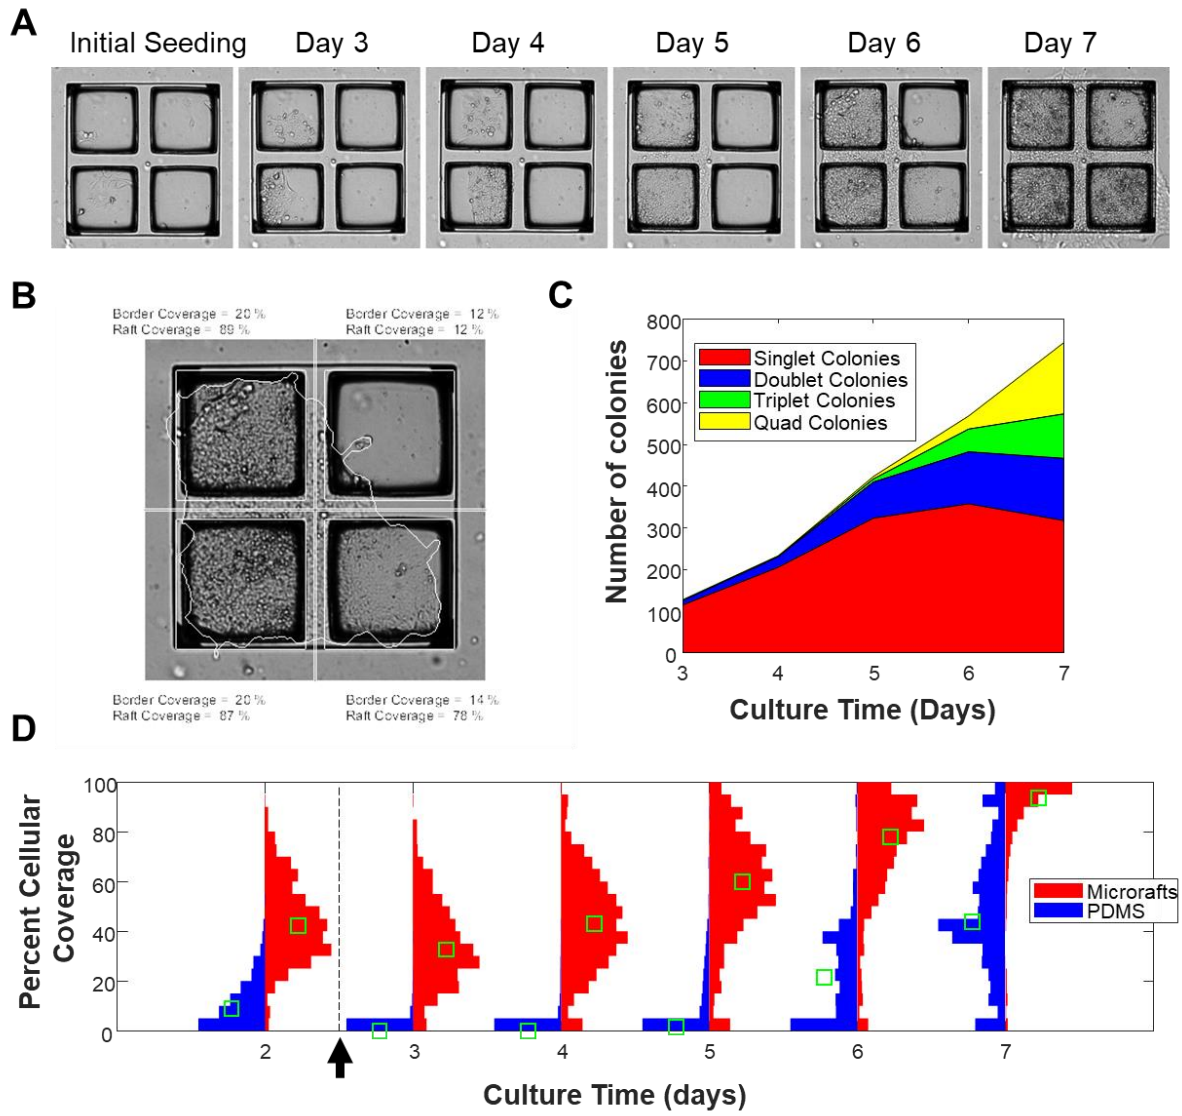 A
Initial Seeding Day 3 Day 4 Day 5 Day 6 Day 7
B
Border Coverage = 20 % Border Coverage = 12 %
Raft Coverage = 89 % Raft Coverage = 12 %
Border Coverage = 20 % Border Coverage = 14 %
Raft Coverage = 87 % Raft Coverage = 78 %
C
Number of colonies
800
700
600
500
400
300
200
100
0
Singlet Colonies
Doublet Colonies
Triplet Colonies
Quad Colonies
3 4 5 6 7
Culture Time (Days)
D
Percent Cellular
Coverage
100
80
60
40
20
0
Microrafts
PDMS
2 3 4 5 6 7
Culture Time (days)